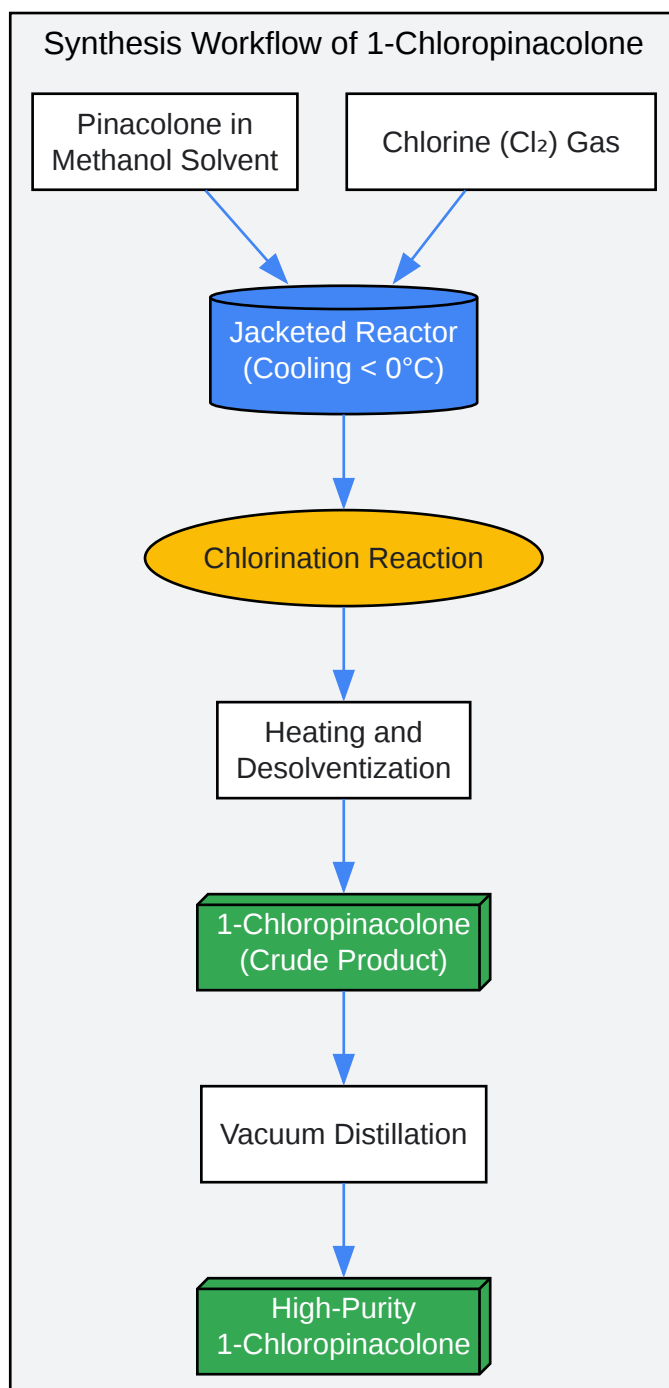 Synthesis Workflow of 1-Chloropinacolone
Pinacolone in
Methanol Solvent
Chlorine (Cl₂) Gas
Jacketed Reactor
(Cooling < 0°C)
Chlorination Reaction
Heating and
Desolventization
1-Chloropinacolone
(Crude Product)
Vacuum Distillation
High-Purity
1-Chloropinacolone